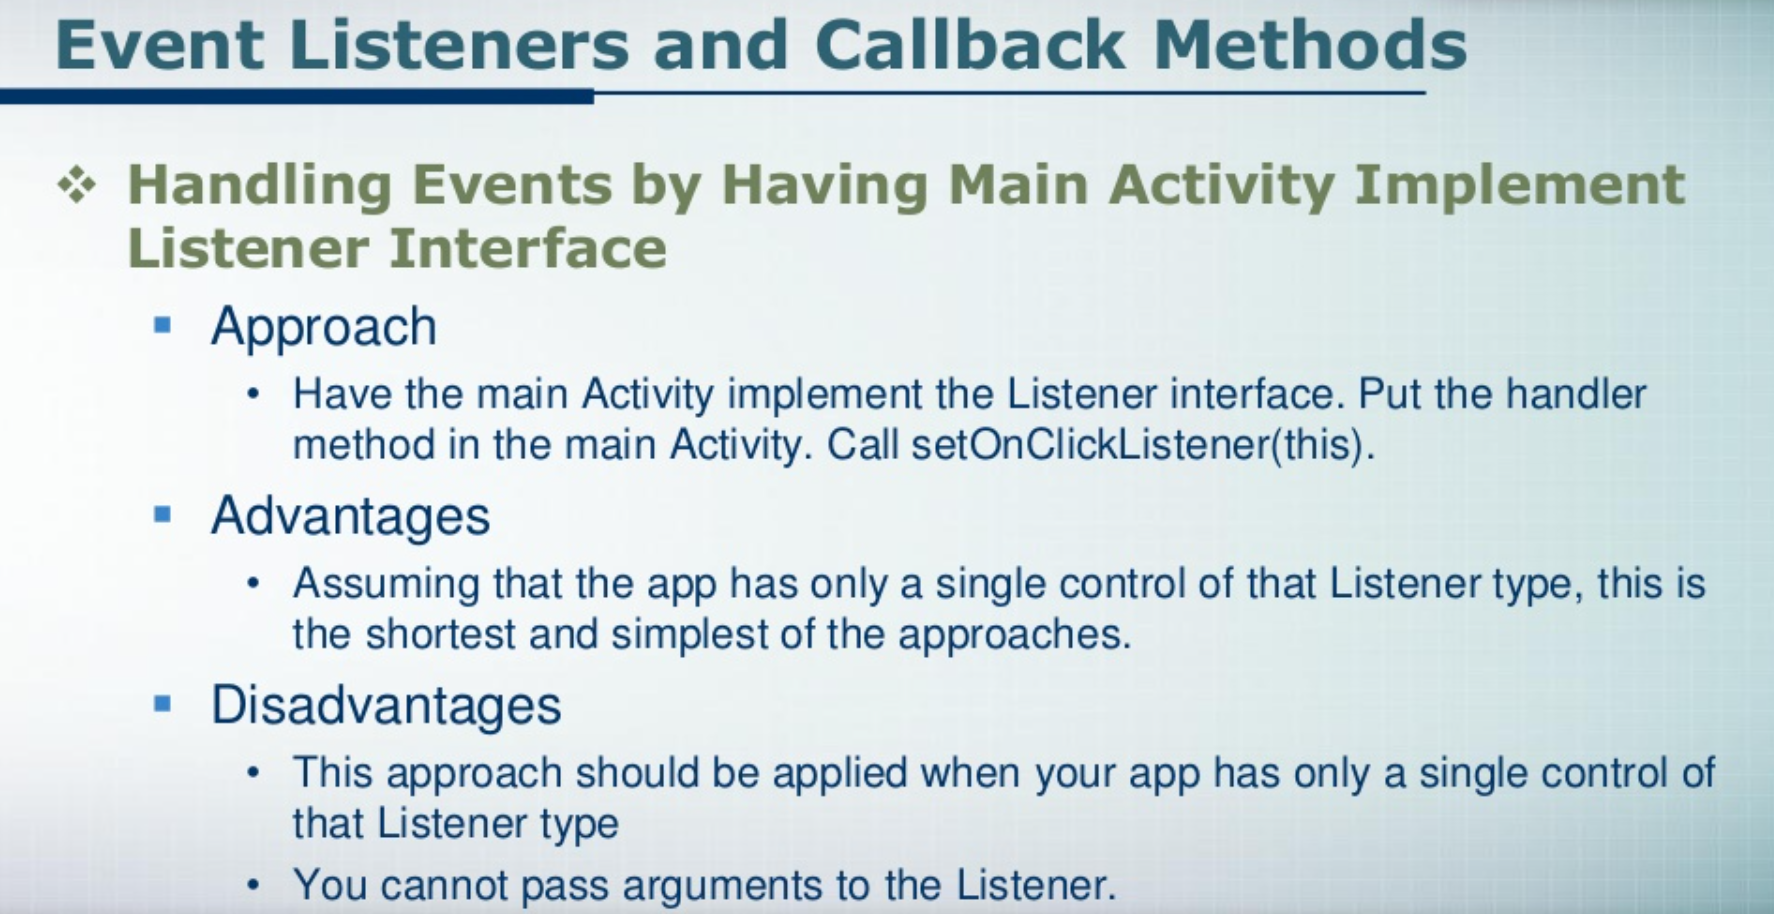 Event Listeners and Callback Methods
Handling Events by Having Main Activity Implement
Listener Interface
Approach
Have the main Activity implement the Listener interface. Put the handler
method in the main Activity. Call setOnClickListener(this).
Advantages
Assuming that the app has only a single control of that Listener type, this is
the shortest and simplest of the approaches.
Disadvantages
This approach should be applied when your app has only a single control of
that Listener type
You cannot pass arguments to the Listener.